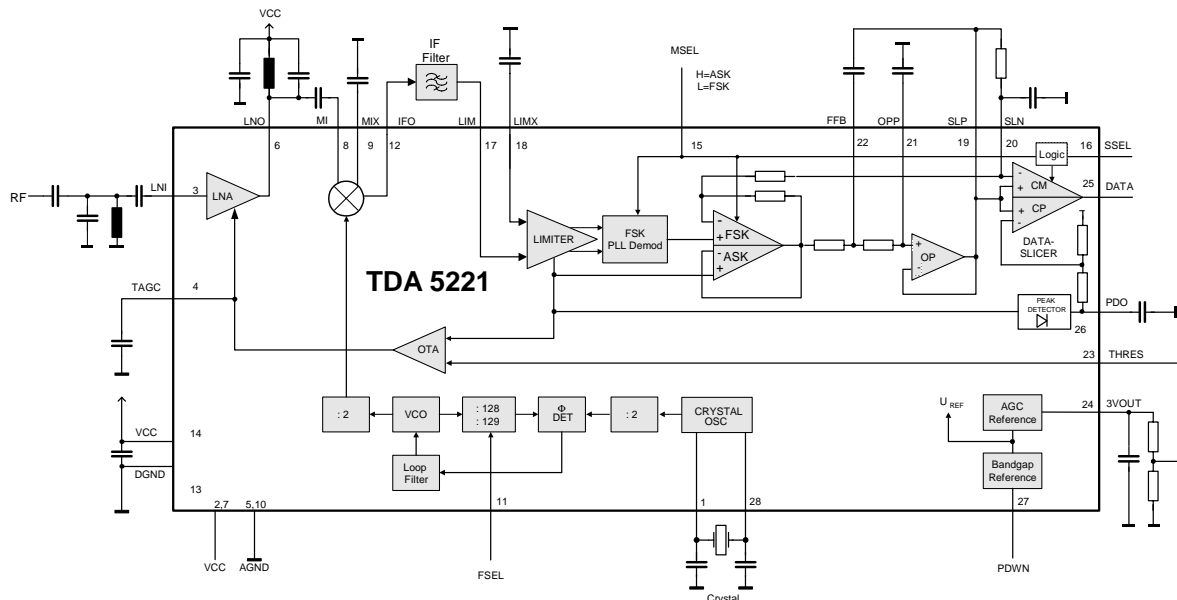 VCC
IF
Filter
MSEL
H=ASK
L=FSK
LNO
MI
MIX
IFO
LIM
LIMX
FFB
OPP
SLP
SLN
6
8
9
12
17
18
15
22
21
19
20
16
SSEL
Logic
RF
LNI
3
LNA
LIMITER
FSK
PLL Demod
-
+
FSK
-
ASK
+
+
OP
-
-
+
CM
+
CP
-
25
DATA
DATA-
SLICER
TDA 5221
TAGC
4
PEAK
DETECTOR
26
PDO
OTA
23
THRES
: 2
VCO
: 128
: 129
Φ
DET
: 2
CRYSTAL
OSC
U REF
AGC
Reference
24
3VOUT
VCC
14
DGND
Loop
Filter
Bandgap
Reference
13
2,7
5,10
11
1
28
27
VCC
AGND
FSEL
PDWN
Crystal